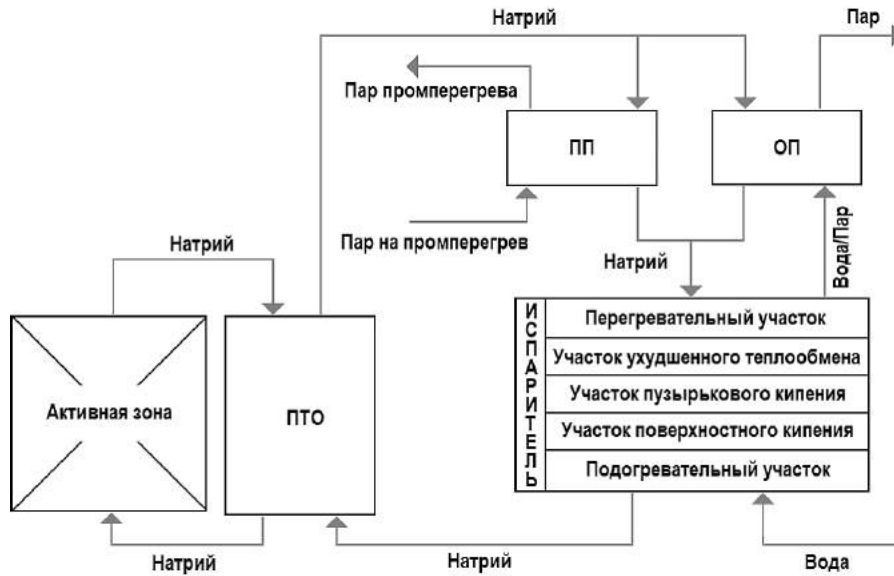 Натрий
Пар
Пар промперегрева
ПП
ОП
Пар на промперегрев
Натрий
Натрий
Вода/Пар
ИСПАРИТЕЛЬ
Перегревательный участок
Участок ухудшенного теплообмена
Участок пузырькового кипения
Участок поверхностного кипения
Подогревательный участок
Активная зона
ПТО
Натрий
Натрий
Вода